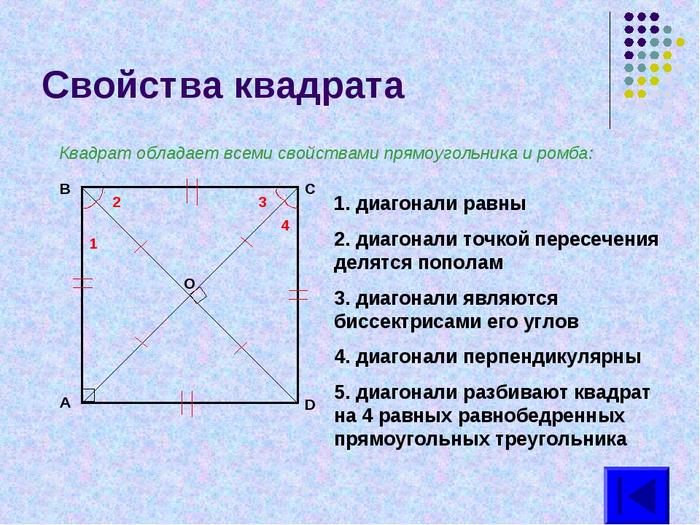 Свойства квадрата
Квадрат обладает всеми свойствами прямоугольника и ромба:
B
2
3
C
1
4
O
A
D
1. диагонали равны
2. диагонали точкой пересечения
делятся пополам
3. диагонали являются
биссектрисами его углов
4. диагонали перпендикулярны
5. диагонали разбивают квадрат
на 4 равных равнобедренных
прямоугольных треугольника